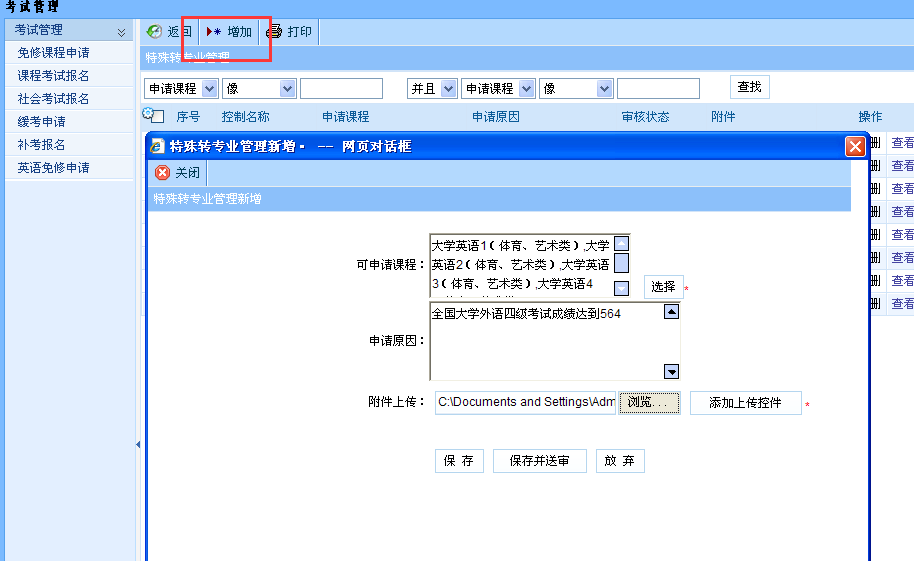 考试管理
考试管理
免修课程申请
课程考试报名
社会考试报名
缓考申请
补考报名
英语免修申请
返回 增加 打印
特殊转专业管理
申请课程 像 并且 申请课程 像 查找
序号 控制名称 申请课程 申请原因 审核状态 附件 操作
特殊转专业管理新增· -- 网页对话框
关闭
特殊转专业管理新增
可申请课程：
大学英语1（体育、艺术类）,大学
英语2（体育、艺术类）,大学英语
3（体育、艺术类）,大学英语4
选择 *
申请原因：
全国大学外语四级考试成绩达到564
附件上传： C:\Documents and Settings\Adm 浏览... 添加上传控件 *
保 存 保存并送审 放 弃
删 查看
删 查看
删 查看
删 查看
删 查看
删 查看
删 查看
删 查看